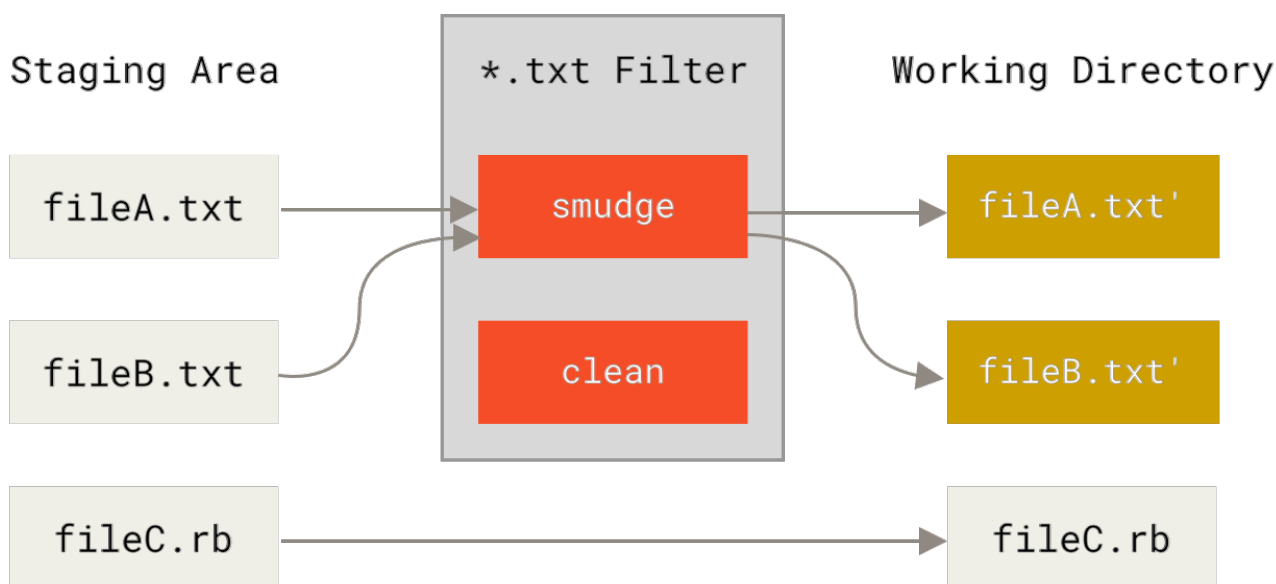 Staging Area
*.txt Filter
Working Directory
fileA.txt
smudge
fileA.txt'
fileB.txt
clean
fileB.txt'
fileC.rb
fileC.rb